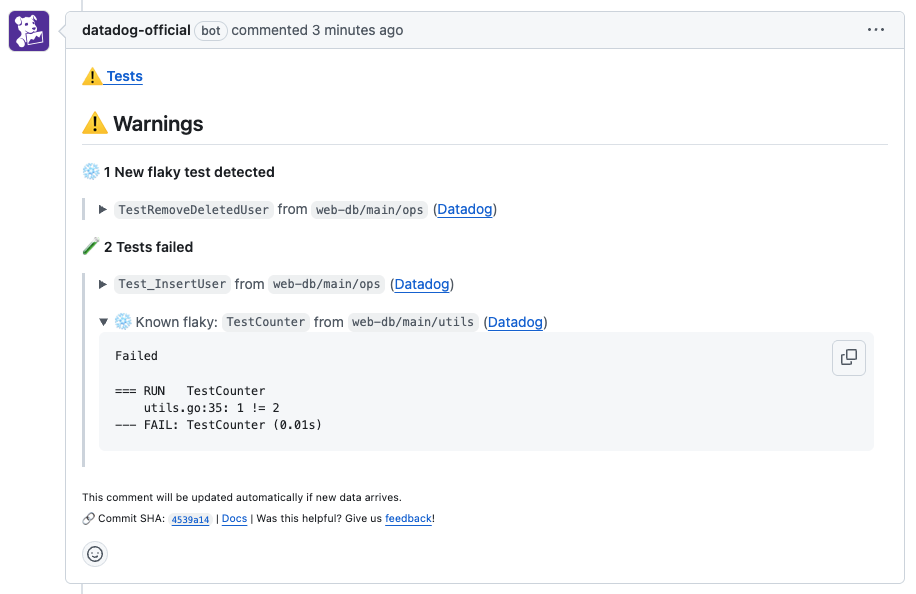 datadog-official bot commented 3 minutes ago
Tests
Warnings
1 New flaky test detected
TestRemoveDeletedUser from web-db/main/ops (Datadog)
2 Tests failed
Test_InsertUser from web-db/main/ops (Datadog)
Known flaky: TestCounter from web-db/main/utils (Datadog)
Failed
=== RUN   TestCounter
    utils.go:35: 1 != 2
--- FAIL: TestCounter (0.01s)
This comment will be updated automatically if new data arrives.
Commit SHA: 4539a14 | Docs | Was this helpful? Give us feedback!